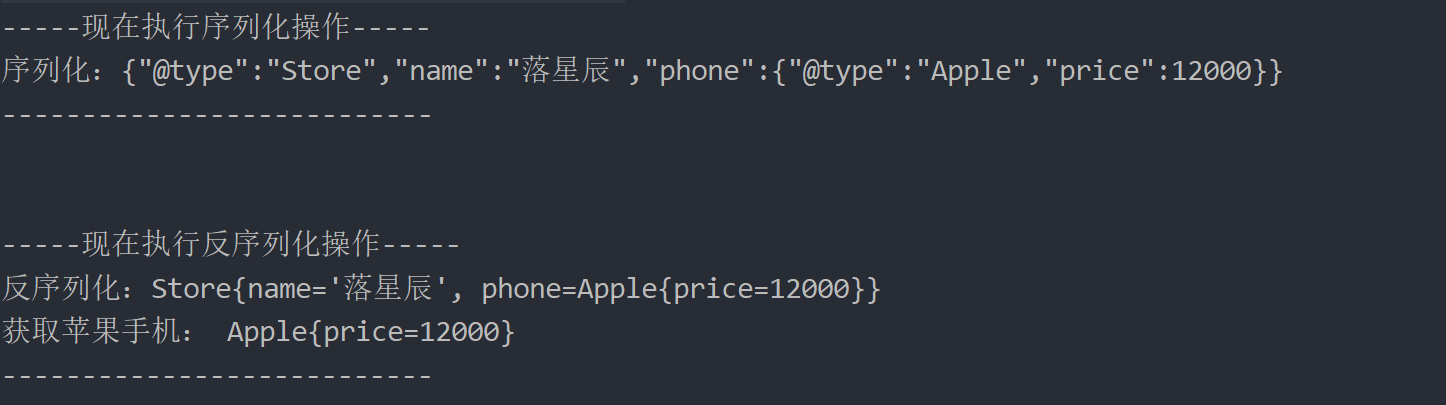 -----现在执行序列化操作-----
序列化：{"@type":"Store","name":"落星辰","phone":{"@type":"Apple","price":12000}}
---------------------------
-----现在执行反序列化操作-----
反序列化：Store{name='落星辰', phone=Apple{price=12000}}
获取苹果手机： Apple{price=12000}
---------------------------